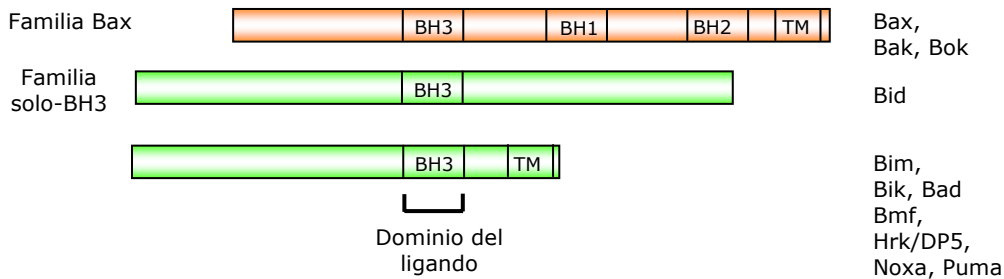 Familia Bax
BH3 BH1 BH2 TM
Bax,
Bak, Bok
Familia
solo-BH3
BH3
Bid
BH3 TM
Bim,
Bik, Bad
Bmf,
Hrk/DP5,
Noxa, Puma
Dominio del
ligando